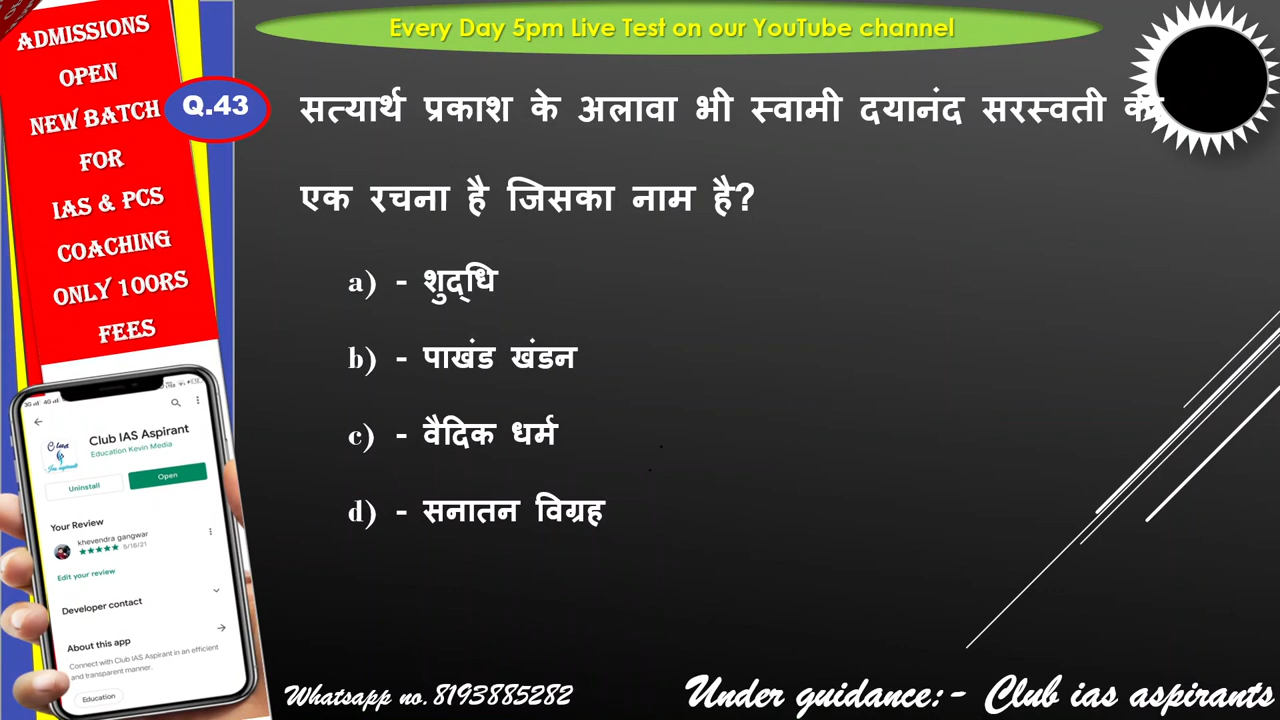 Every Day 5pm Live Test on our YouTube channel
ADMISSIONS
OPEN
NEW BATCH
FOR
IAS & PCS
COACHING
ONLY 100RS
FEES
Q.43
सत्यार्थ प्रकाश के अलावा भी स्वामी दयानंद सरस्वती
एक रचना है जिसका नाम है?
a) - शुद्धि
b) - पाखंड खंडन
c) - वैदिक धर्म
d) - सनातन विग्रह
Club IAS Aspirant
Education Kevin Media
Uninstall
Open
Your Review
khevendra gangwar
5/16/21
Edit your review
Developer contact
About this app
Connect with Club IAS Aspirant in an efficient
and transparent manner.
Education
Whatsapp no. 8193885282
Under guidance:- Club ias aspirants